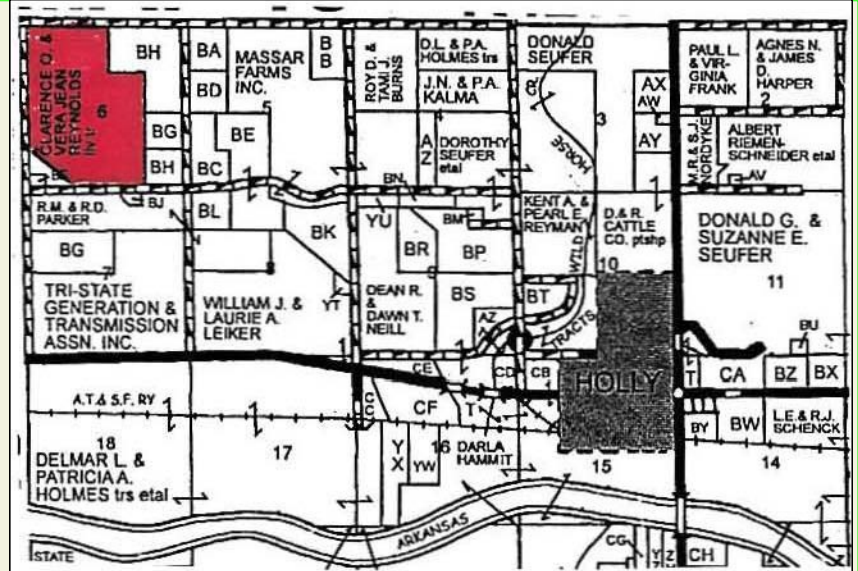 CLARENCE O. &
VERA JEAN
REYNOLDS
6
BH
BG
BH
BJ
BA
BD
BE
BC
MASSAR
FARMS
INC.
5
B
B
ROY D. &
TAMI J.
BURNS
D.L. & P.A.
HOLMES trs
J.N. & P.A.
KALMA
4
A
Z
DOROTHY
SEUFER
etal
BN
DONALD
SEUFER
HORSE
3
AX
AW
AY
PAUL L.
& VIR-
GINIA
FRANK
AGNES N.
& JAMES
D.
HARPER
2
M.R. & S.J.
NORDYKE
ALBERT
RIEMEN-
SCHNEIDER etal
AV
R.M. & R.D.
PARKER
BG
7
TRI-STATE
GENERATION &
TRANSMISSION
ASSN. INC.
BL
BK
8
YT
WILLIAM J. &
LAURIE A.
LEIKER
YU
BM
BR
BP
9
BS
AZ
DEAN R.
&
DAWN T.
NEILL
KENT A. &
PEARL E.
REYMAN
WILD
D.& R.
CATTLE
CO. ptshp
10
BT
TRACTS
DONALD G. &
SUZANNE E.
SEUFER
11
BU
HOLLY
T
CA
BZ
BX
BY
BW
L.E. & R.J.
SCHENCK
14
A.T.& S.F. RY
18
DELMAR L. &
PATRICIA A.
HOLMES trs etal
17
C
C
CE
CF
CD
CB
T
DARLA
HAMMIT
16
Y
X
YW
15
ARKANSAS
STATE
CG
Y
Z
CH